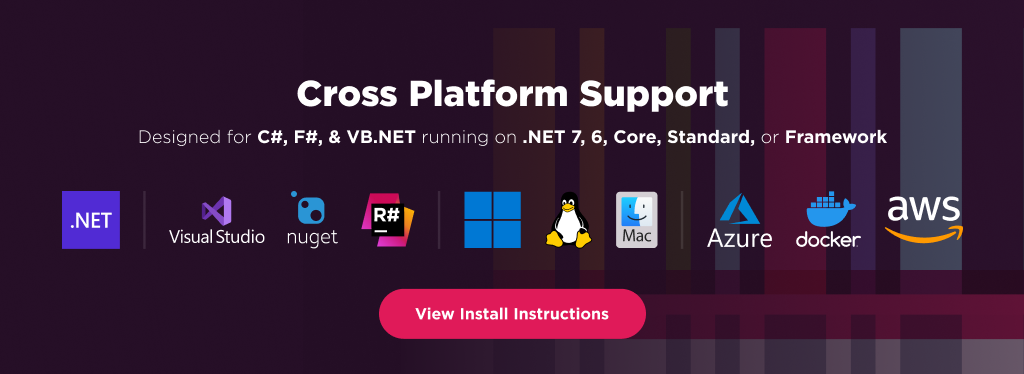 Cross Platform Support
Designed for C#, F#, & VB.NET running on .NET 7, 6, Core, Standard, or Framework
.NET
Visual Studio
nuget
R#
Mac
Azure
docker
aws
View Install Instructions